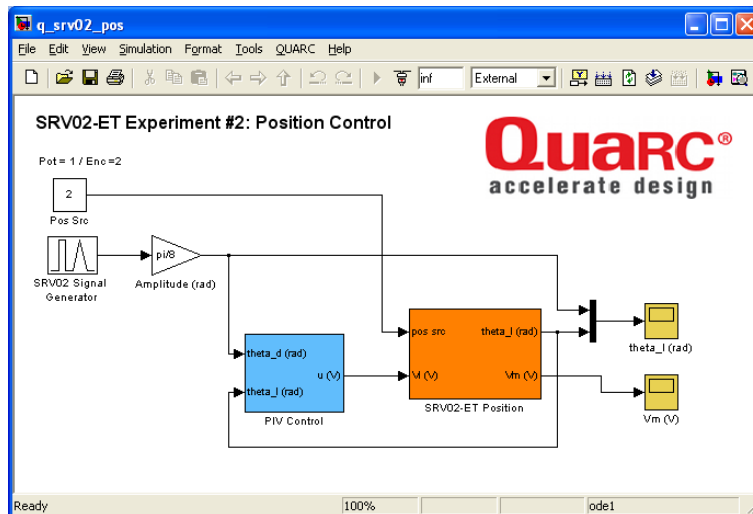 q_srv02_pos
File Edit View Simulation Format Tools QUARC Help
inf External
SRV02-ET Experiment #2: Position Control
QUARC®
accelerate design
Pot = 1 / Enc =2
2
Pos Src
pi/8
SRV02 Signal
Generator
Amplitude (rad)
theta_d (rad)
theta_l (rad)
u (V)
PIV Control
pos src
theta_l (rad)
Vl (V)
Vm (V)
SRV02-ET Position
theta_l (rad)
Vm (V)
Ready 100% ode1